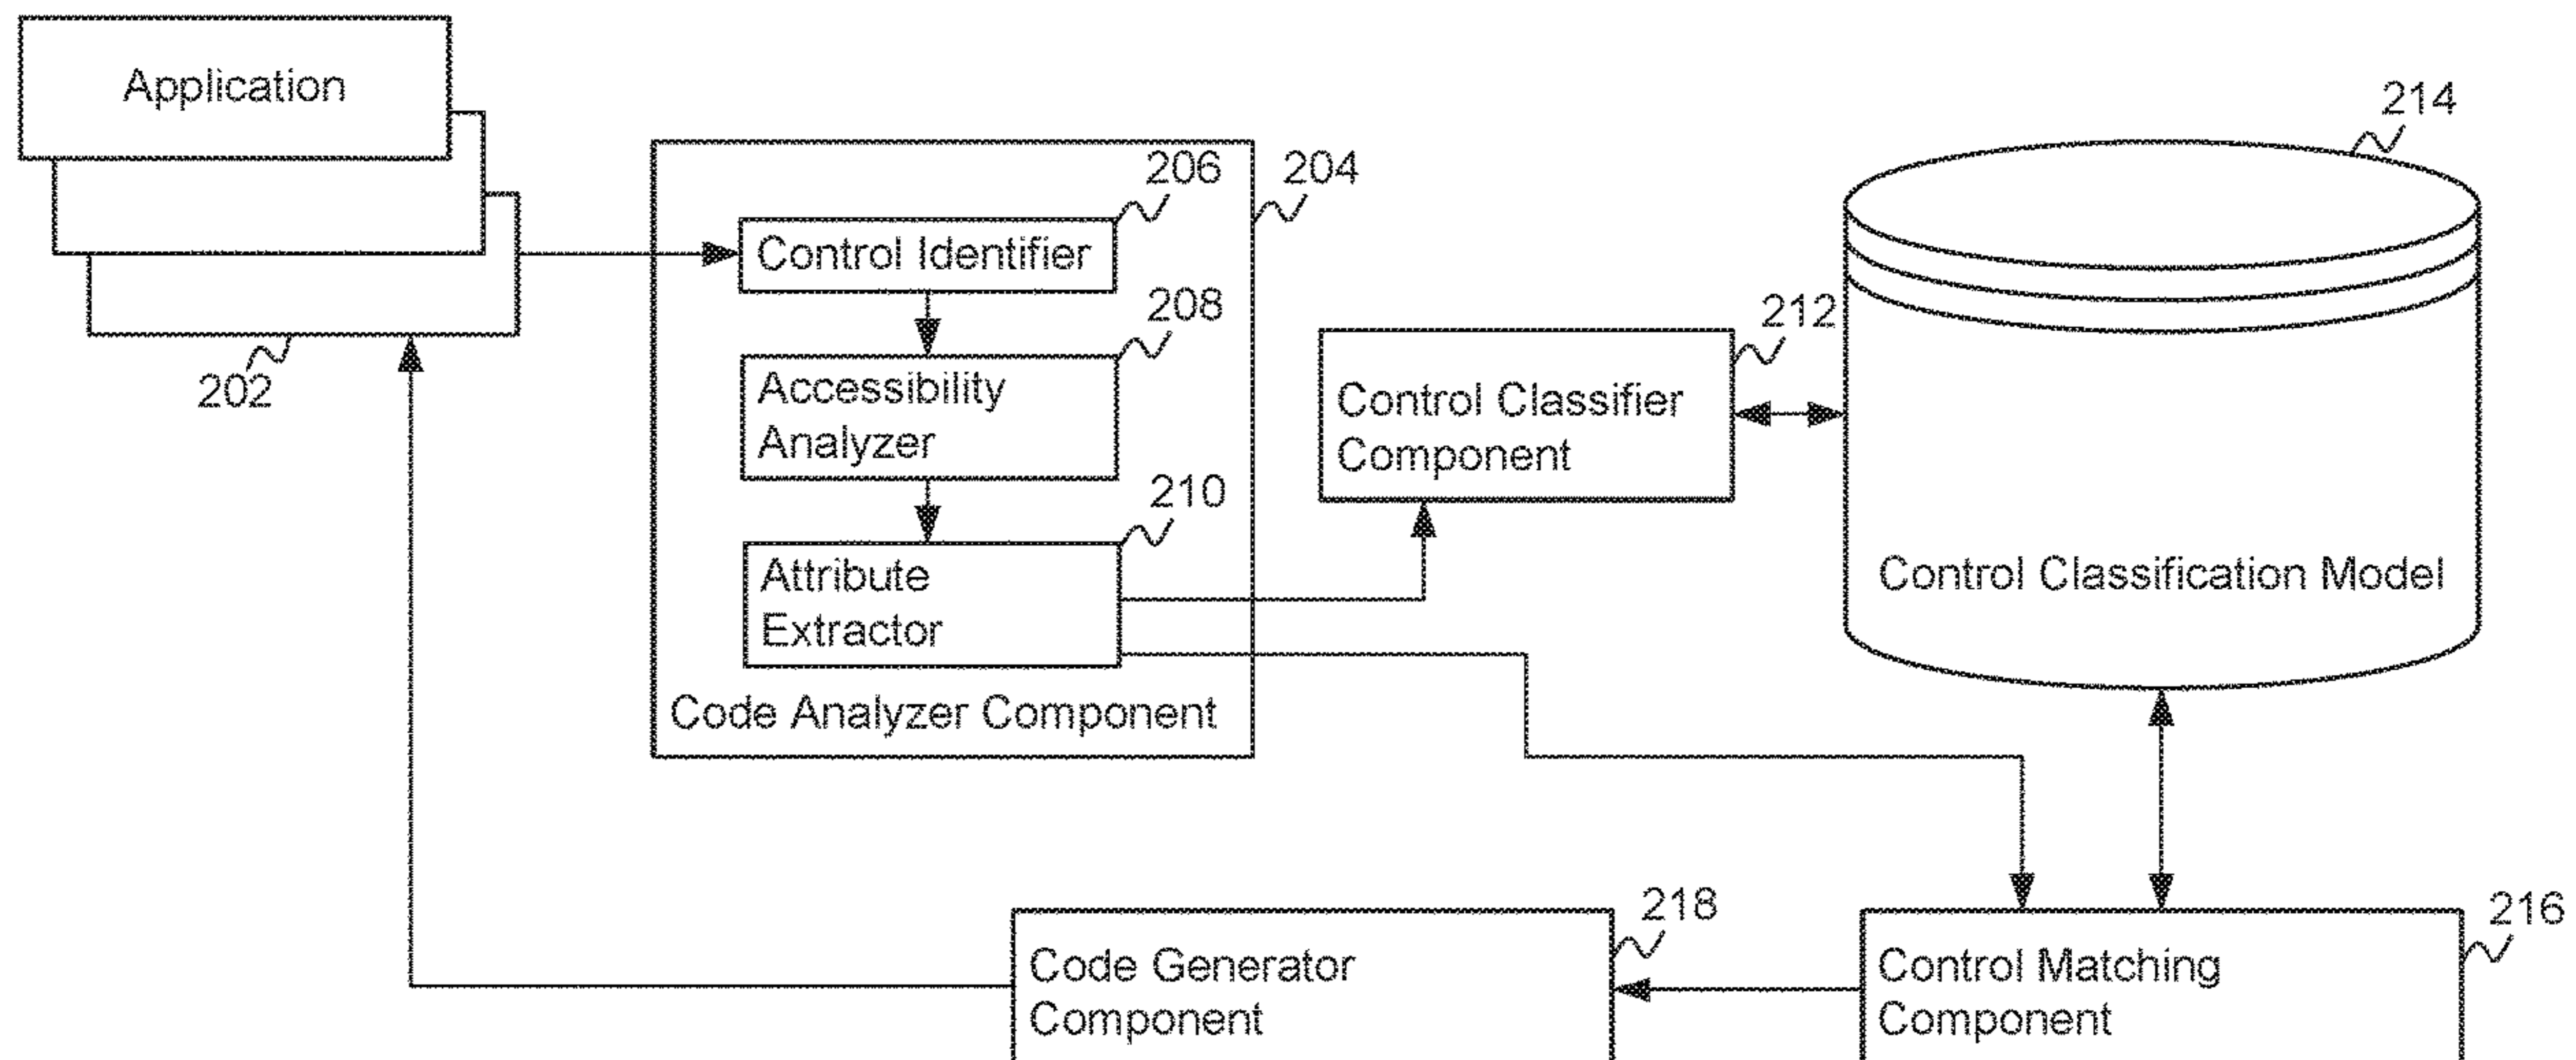 Application
202
204
206
Control Identifier
208
Accessibility
Analyzer
210
Attribute
Extractor
Code Analyzer Component
212
Control Classifier
Component
214
Control Classification Model
218
Code Generator
Component
216
Control Matching
Component